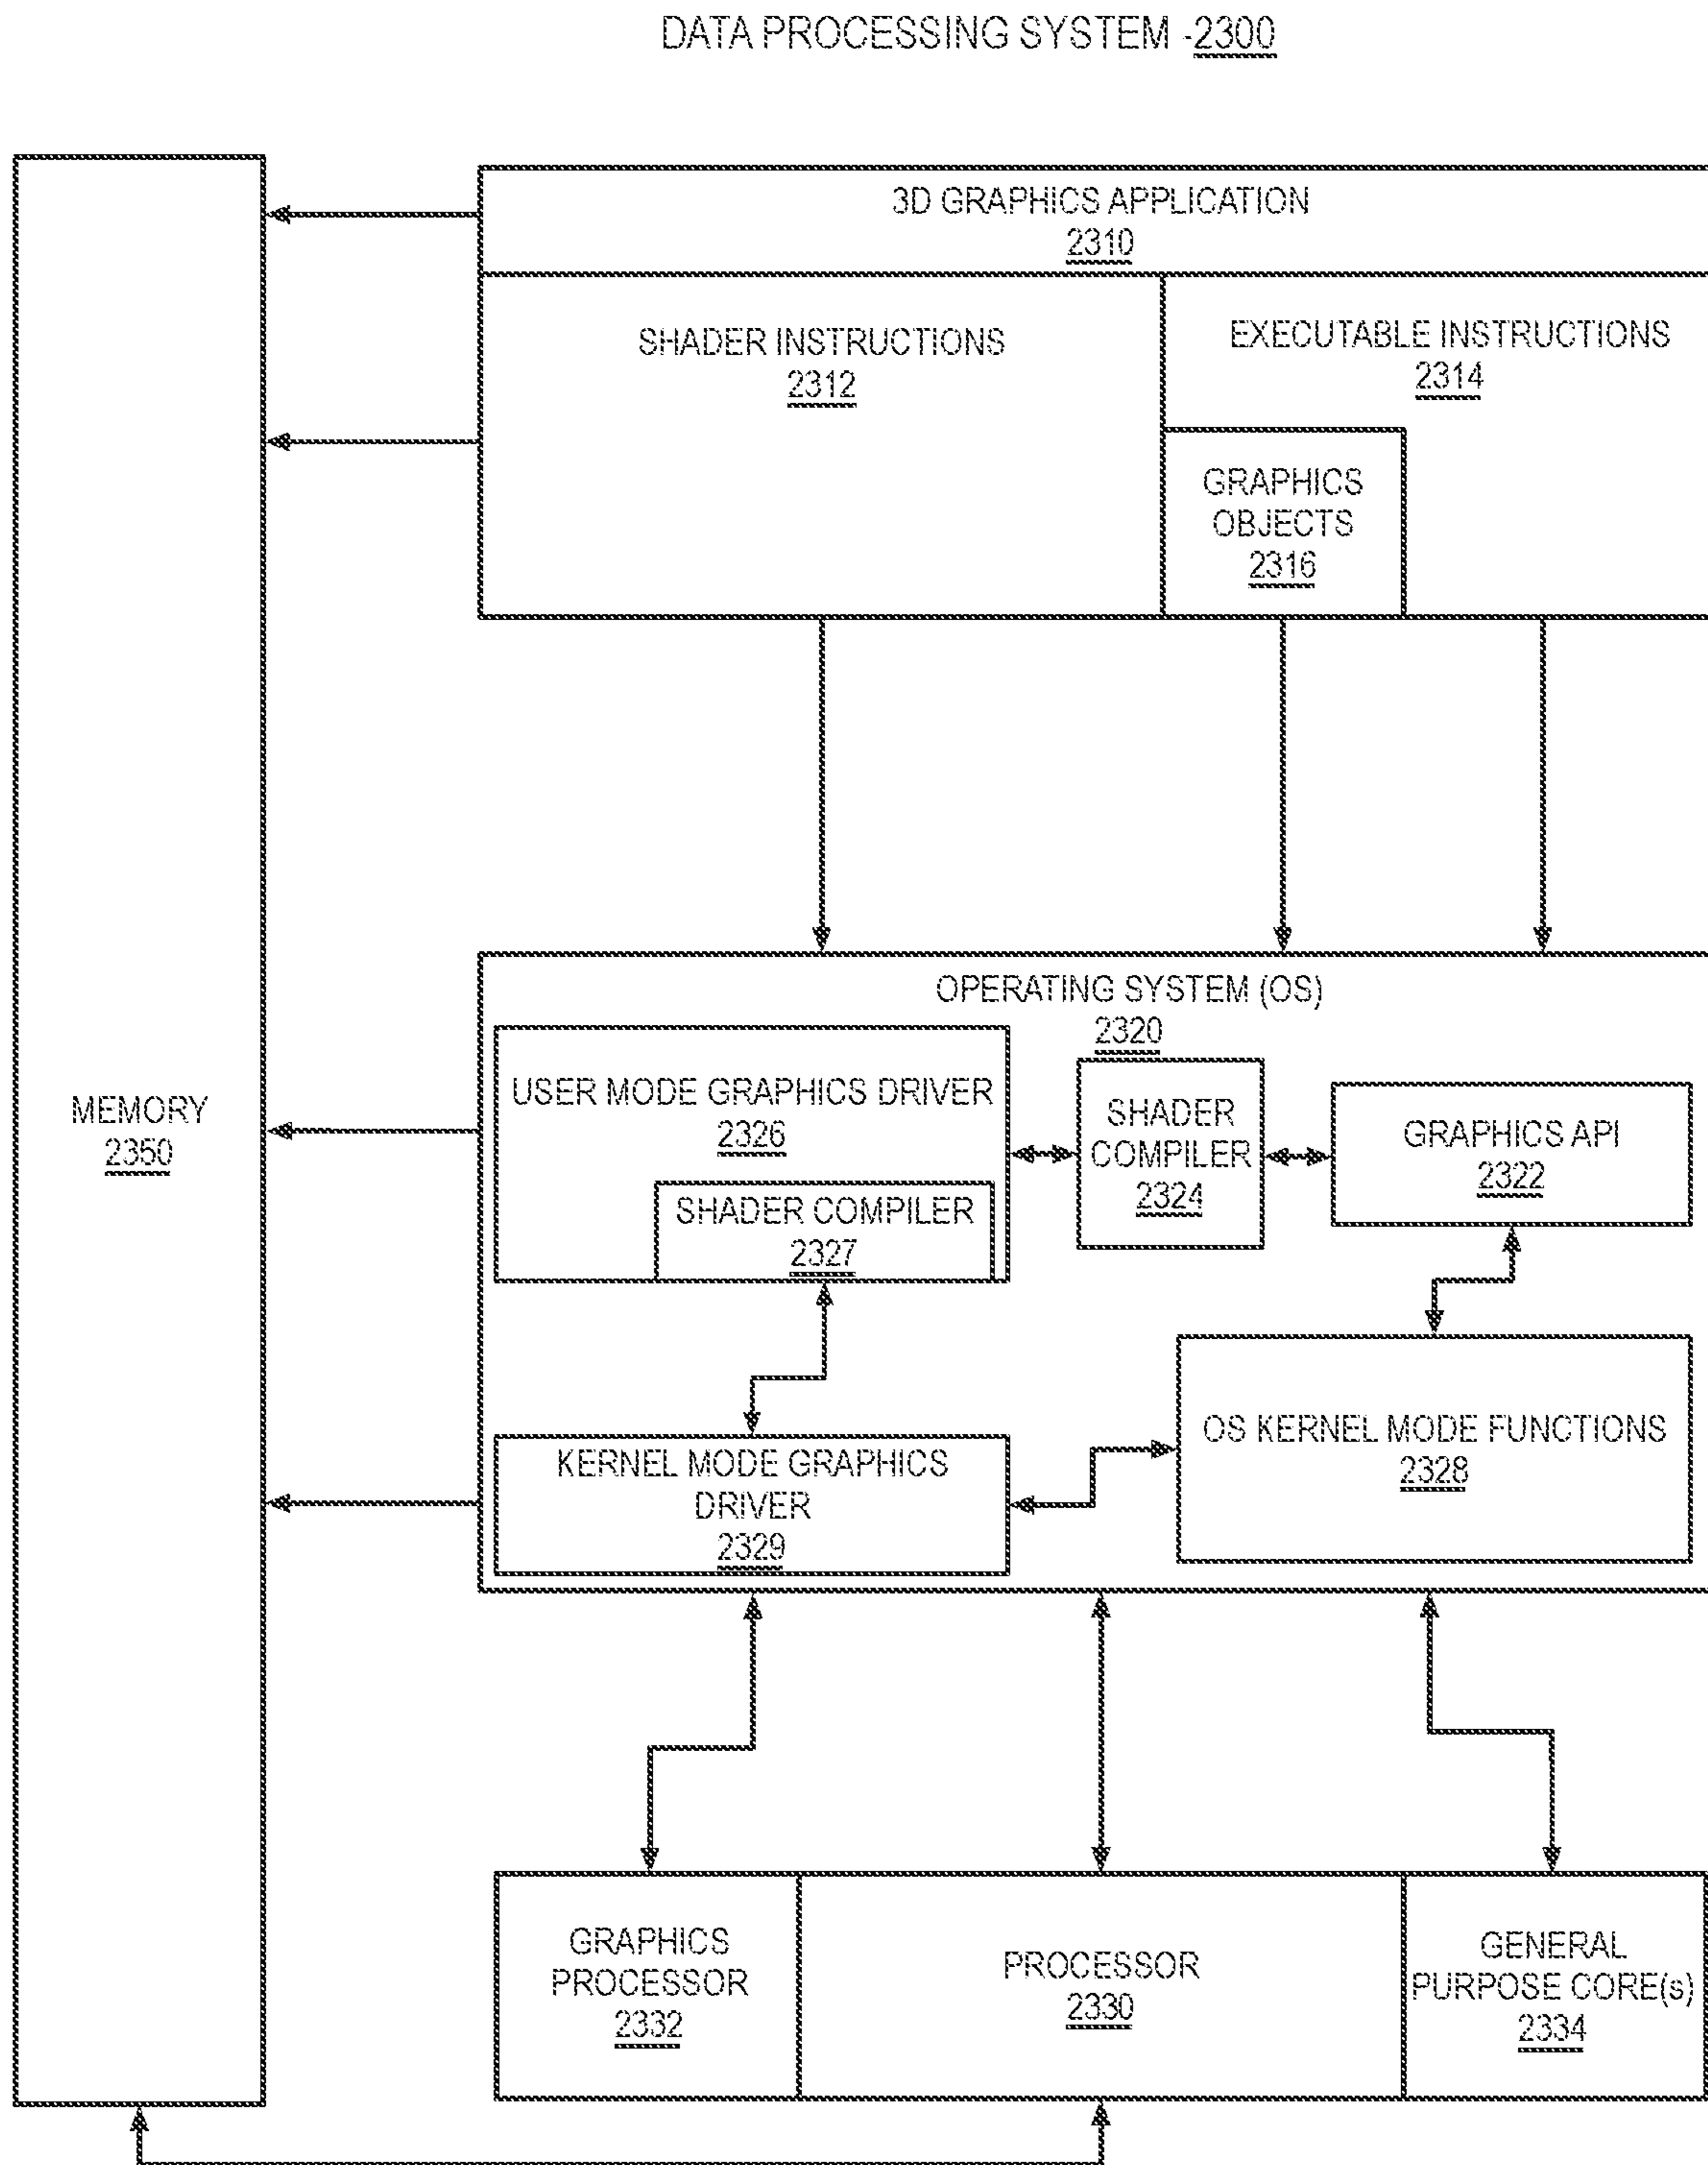 DATA PROCESSING SYSTEM -2300
3D GRAPHICS APPLICATION
2310
SHADER INSTRUCTIONS
2312
EXECUTABLE INSTRUCTIONS
2314
GRAPHICS
OBJECTS
2316
MEMORY
2350
OPERATING SYSTEM (OS)
2320
USER MODE GRAPHICS DRIVER
2326
SHADER COMPILER
2327
SHADER
COMPILER
2324
GRAPHICS API
2322
KERNEL MODE GRAPHICS
DRIVER
2329
OS KERNEL MODE FUNCTIONS
2328
GRAPHICS
PROCESSOR
2332
PROCESSOR
2330
GENERAL
PURPOSE CORE(s)
2334